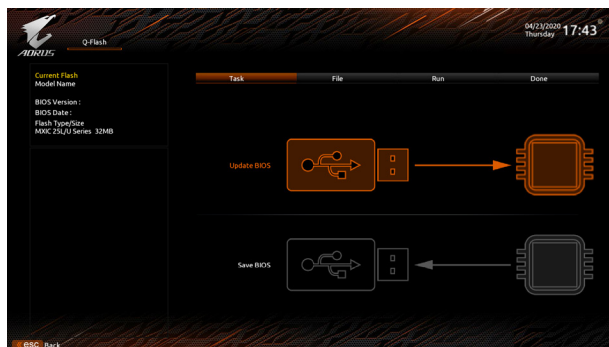 AORUS
Q-Flash
04/23/2020
Thursday
17:43
Current Flash
Model Name
BIOS Version :
BIOS Date :
Flash Type/Size
MXIC 25L/U Series 32MB
Task File Run Done
Update BIOS
Save BIOS
esc Back